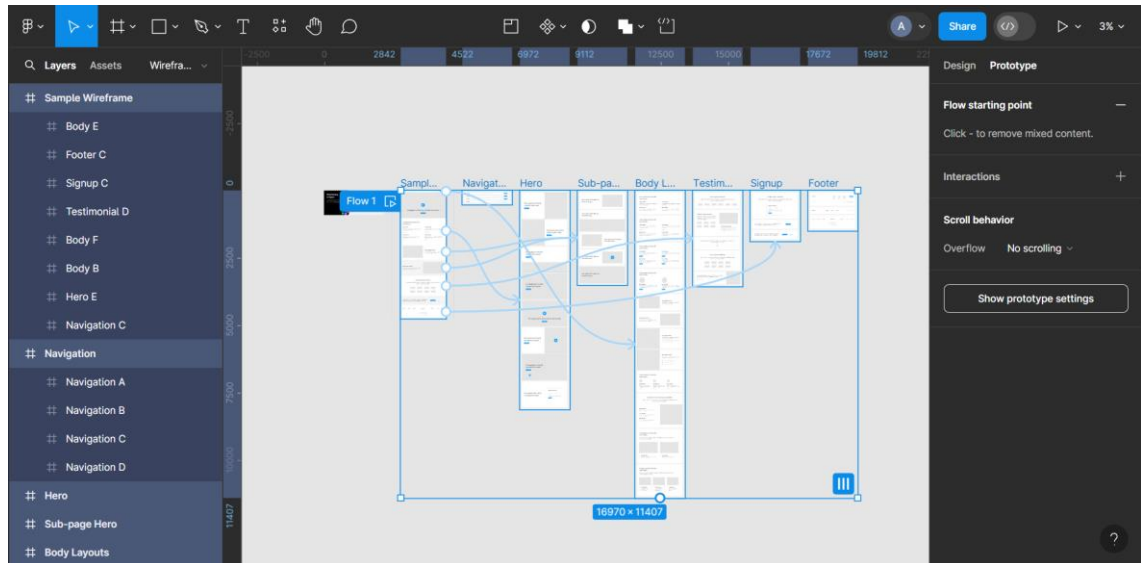 A
Share
3%
Layers Assets Wirefra...
-2500 0 2842 4522 6972 9112 12500 15000 17672 19812
Design Prototype
Sample Wireframe
Body E
Footer C
Signup C
Testimonial D
Body F
Body B
Hero E
Navigation C
Navigation
Navigation A
Navigation B
Navigation C
Navigation D
Hero
Sub-page Hero
Body Layouts
-2500
0
2500
5000
7500
10000
11407
Sampl... Navigat... Hero Sub-pa... Body L... Testim... Signup Footer
Flow 1
16970 × 11407
Flow starting point
Click - to remove mixed content.
Interactions
Scroll behavior
Overflow No scrolling
Show prototype settings
?